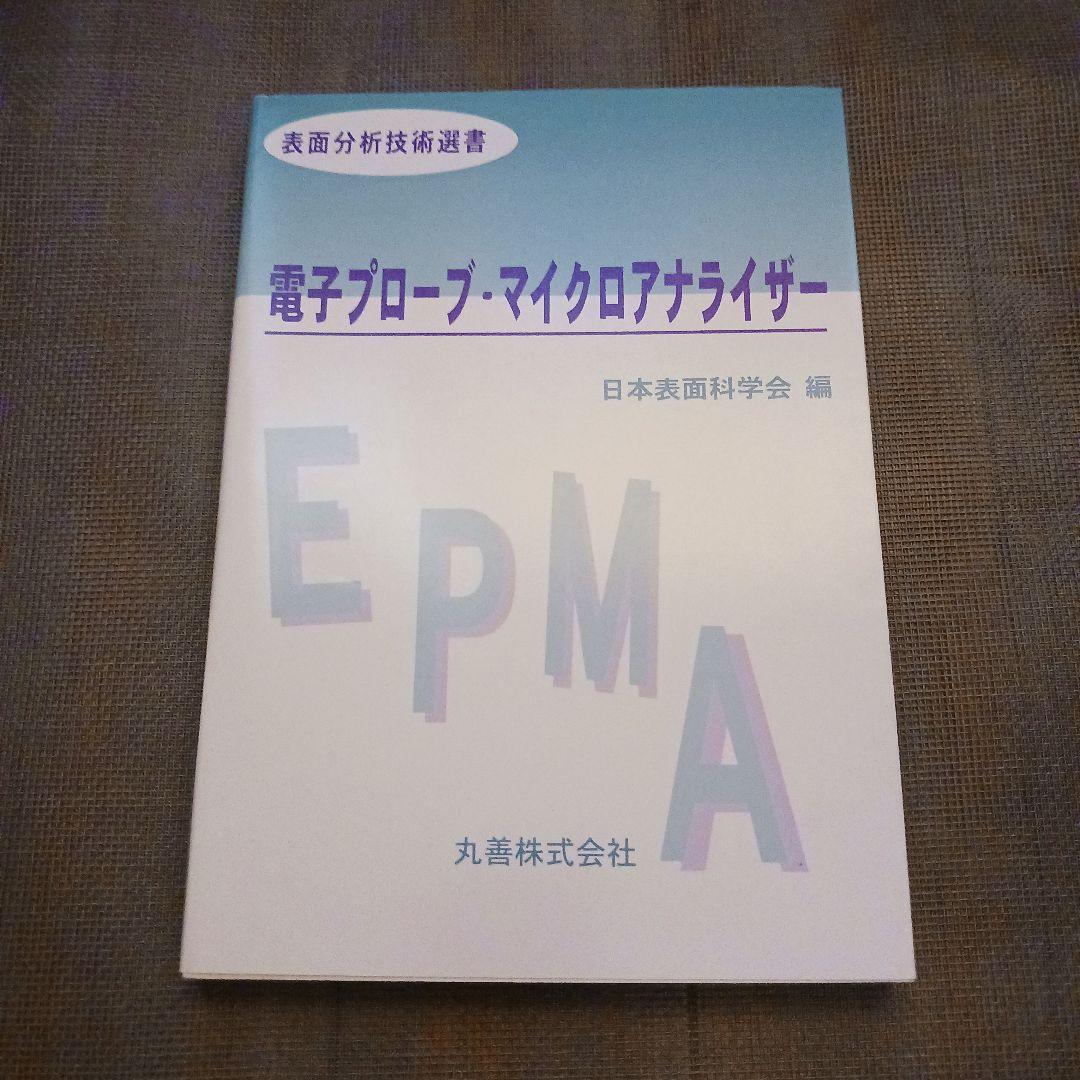 表面分析技術選書
電子プローブ・マイクロアナライザー
日本表面科学会 編
EPMA
丸善株式会社